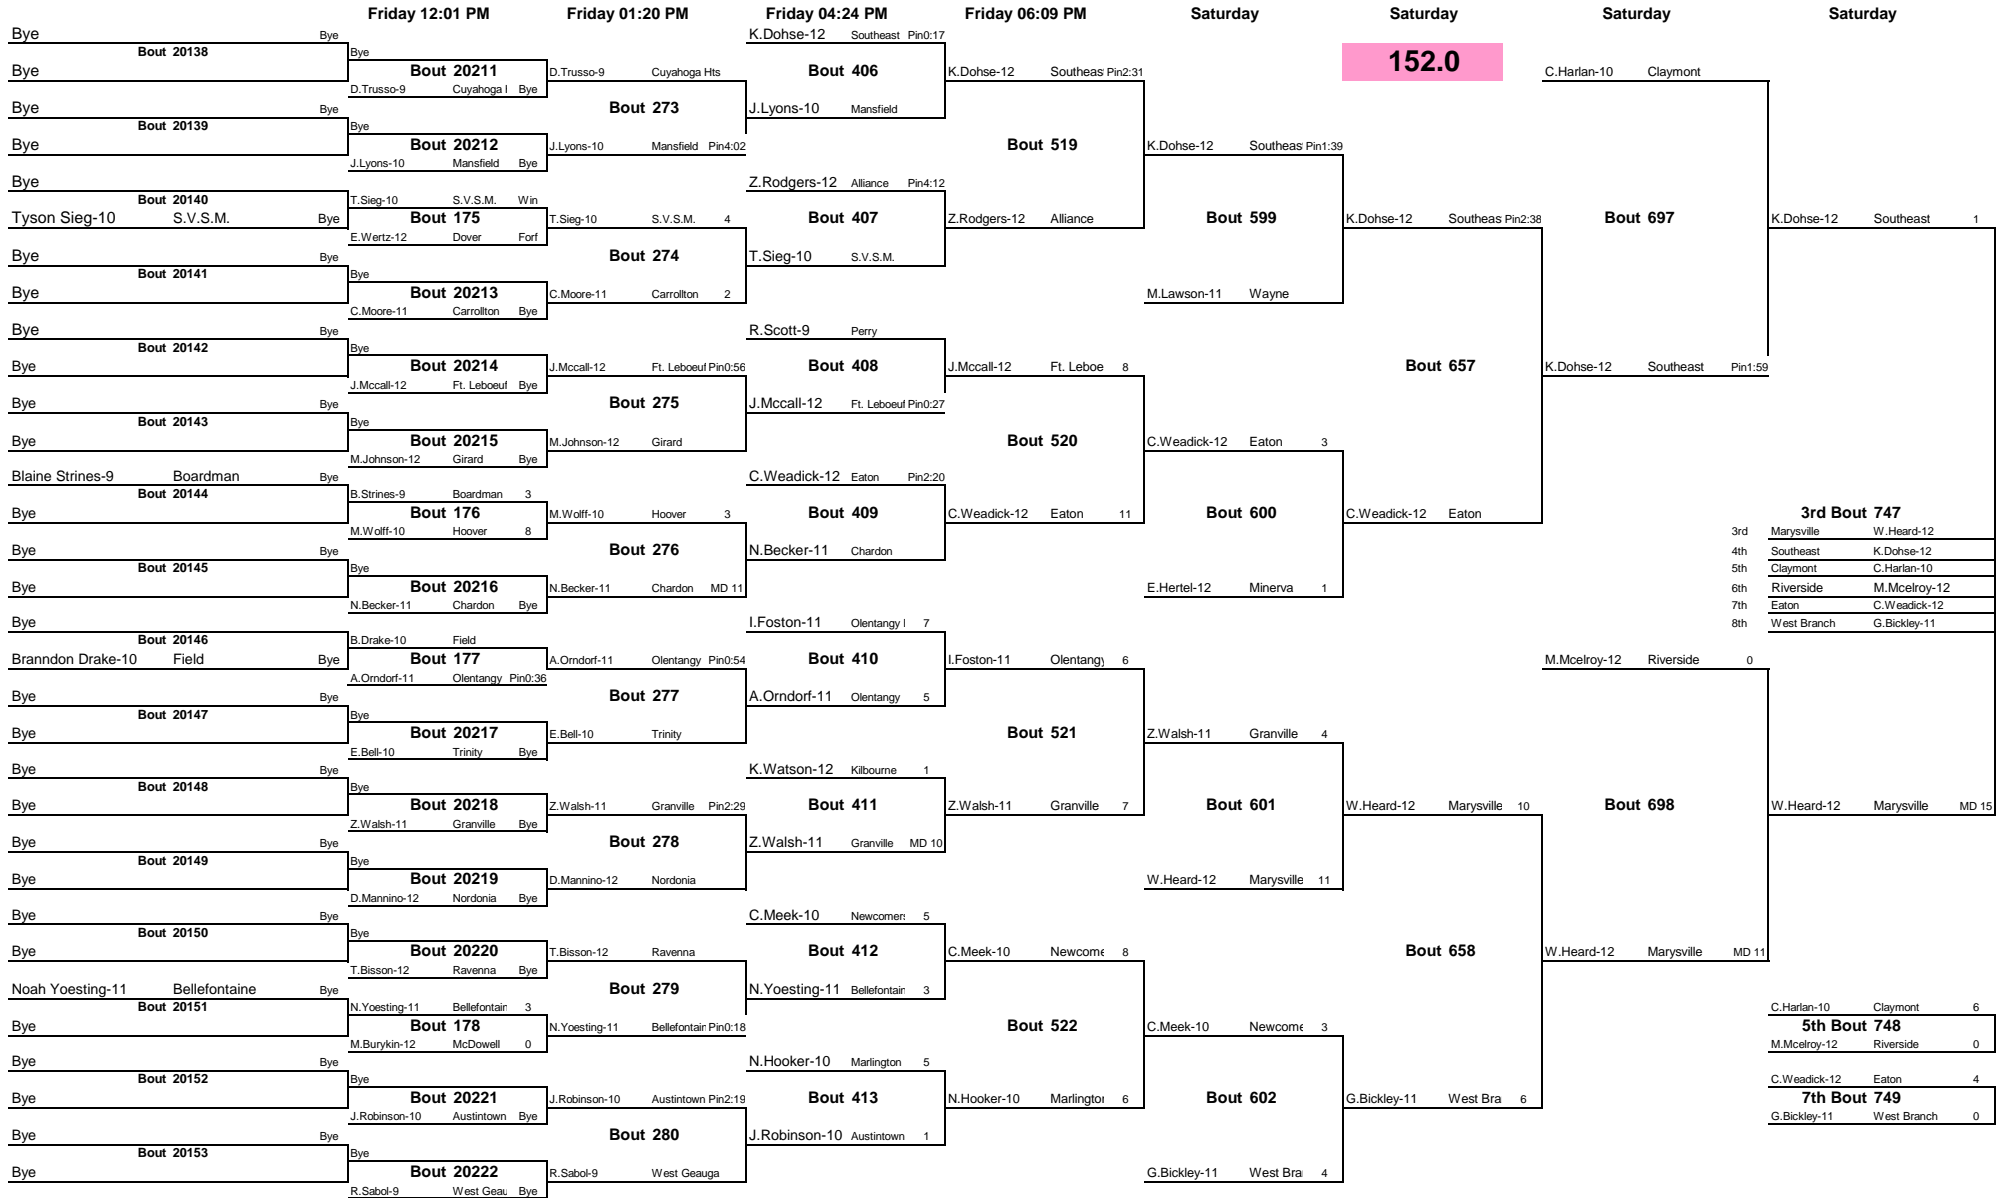 Friday 12:01 PM Friday 01:20 PM Friday 04:24 PM Friday 06:09 PM Saturday Saturday Saturday Saturday
152.0
Bye Bye
Bout 20138
Bye
Bye Bye
Bout 20139
Bye
Bye
Bout 20140
Tyson Sieg-10 S.V.S.M. Bye
Bye Bye
Bout 20141
Bye
Bye Bye
Bout 20142
Bye
Bye Bye
Bout 20143
Bye
Blaine Strines-9 Boardman Bye
Bout 20144
Bye
Bye Bye
Bout 20145
Bye
Bye
Bout 20146
Branndon Drake-10 Field Bye
Bye Bye
Bout 20147
Bye
Bye Bye
Bout 20148
Bye
Bye Bye
Bout 20149
Bye
Bye Bye
Bout 20150
Bye
Noah Yoesting-11 Bellefontaine Bye
Bout 20151
Bye
Bye Bye
Bout 20152
Bye
Bye Bye
Bout 20153
Bye
Bye
Bout 20211
D.Trusso-9 Cuyahoga I Bye
Bye
Bout 20212
J.Lyons-10 Mansfield Bye
T.Sieg-10 S.V.S.M. Win
Bout 175
E.Wertz-12 Dover Forf
Bye
Bout 20213
C.Moore-11 Carrollton Bye
Bye
Bout 20214
J.Mccall-12 Ft. Leboeuf Bye
Bye
Bout 20215
M.Johnson-12 Girard Bye
B.Strines-9 Boardman 3
Bout 176
M.Wolff-10 Hoover 8
Bye
Bout 20216
N.Becker-11 Chardon Bye
B.Drake-10 Field
Bout 177
A.Orndorf-11 Olentangy Pin0:36
Bye
Bout 20217
E.Bell-10 Trinity Bye
Bye
Bout 20218
Z.Walsh-11 Granville Bye
Bye
Bout 20219
D.Mannino-12 Nordonia Bye
Bye
Bout 20220
T.Bisson-12 Ravenna Bye
N.Yoesting-11 Bellefontain 3
Bout 178
M.Burykin-12 McDowell 0
Bye
Bout 20221
J.Robinson-10 Austintown Bye
Bye
Bout 20222
R.Sabol-9 West Geau Bye
D.Trusso-9 Cuyahoga Hts
Bout 273
J.Lyons-10 Mansfield Pin4:02
T.Sieg-10 S.V.S.M. 4
Bout 274
C.Moore-11 Carrollton 2
J.Mccall-12 Ft. Leboeuf Pin0:56
Bout 275
M.Johnson-12 Girard
M.Wolff-10 Hoover 3
Bout 276
N.Becker-11 Chardon MD 11
A.Orndorf-11 Olentangy Pin0:54
Bout 277
E.Bell-10 Trinity
Z.Walsh-11 Granville Pin2:29
Bout 278
D.Mannino-12 Nordonia
T.Bisson-12 Ravenna
Bout 279
N.Yoesting-11 Bellefontain Pin0:18
J.Robinson-10 Austintown Pin2:19
Bout 280
R.Sabol-9 West Geauga
K.Dohse-12 Southeast Pin0:17
Bout 406
J.Lyons-10 Mansfield
Z.Rodgers-12 Alliance Pin4:12
Bout 407
T.Sieg-10 S.V.S.M.
R.Scott-9 Perry
Bout 408
J.Mccall-12 Ft. Leboeuf Pin0:27
C.Weadick-12 Eaton Pin2:20
Bout 409
N.Becker-11 Chardon
I.Foston-11 Olentangy l 7
Bout 410
A.Orndorf-11 Olentangy 5
K.Watson-12 Kilbourne 1
Bout 411
Z.Walsh-11 Granville MD 10
C.Meek-10 Newcomers 5
Bout 412
N.Yoesting-11 Bellefontain 3
N.Hooker-10 Marlington 5
Bout 413
J.Robinson-10 Austintown 1
K.Dohse-12 Southeas Pin2:31
Bout 519
Z.Rodgers-12 Alliance
J.Mccall-12 Ft. Leboe 8
Bout 520
C.Weadick-12 Eaton 11
I.Foston-11 Olentangy 6
Bout 521
Z.Walsh-11 Granville 7
C.Meek-10 Newcome 8
Bout 522
N.Hooker-10 Marlington 6
K.Dohse-12 Southeas Pin1:39
Bout 599
M.Lawson-11 Wayne
C.Weadick-12 Eaton 3
Bout 600
E.Hertel-12 Minerva 1
Z.Walsh-11 Granville 4
Bout 601
W.Heard-12 Marysville 11
C.Meek-10 Newcome 3
Bout 602
G.Bickley-11 West Bra 4
K.Dohse-12 Southeas Pin2:38
Bout 657
C.Weadick-12 Eaton
W.Heard-12 Marysville 10
Bout 658
G.Bickley-11 West Bra 6
C.Harlan-10 Claymont
Bout 697
K.Dohse-12 Southeast Pin1:59
M.Mcelroy-12 Riverside 0
Bout 698
W.Heard-12 Marysville MD 11
K.Dohse-12 Southeast 1
3rd Bout 747
3rd Marysville W.Heard-12
4th Southeast K.Dohse-12
5th Claymont C.Harlan-10
6th Riverside M.Mcelroy-12
7th Eaton C.Weadick-12
8th West Branch G.Bickley-11
W.Heard-12 Marysville MD 15
C.Harlan-10 Claymont 6
5th Bout 748
M.Mcelroy-12 Riverside 0
C.Weadick-12 Eaton 4
7th Bout 749
G.Bickley-11 West Branch 0